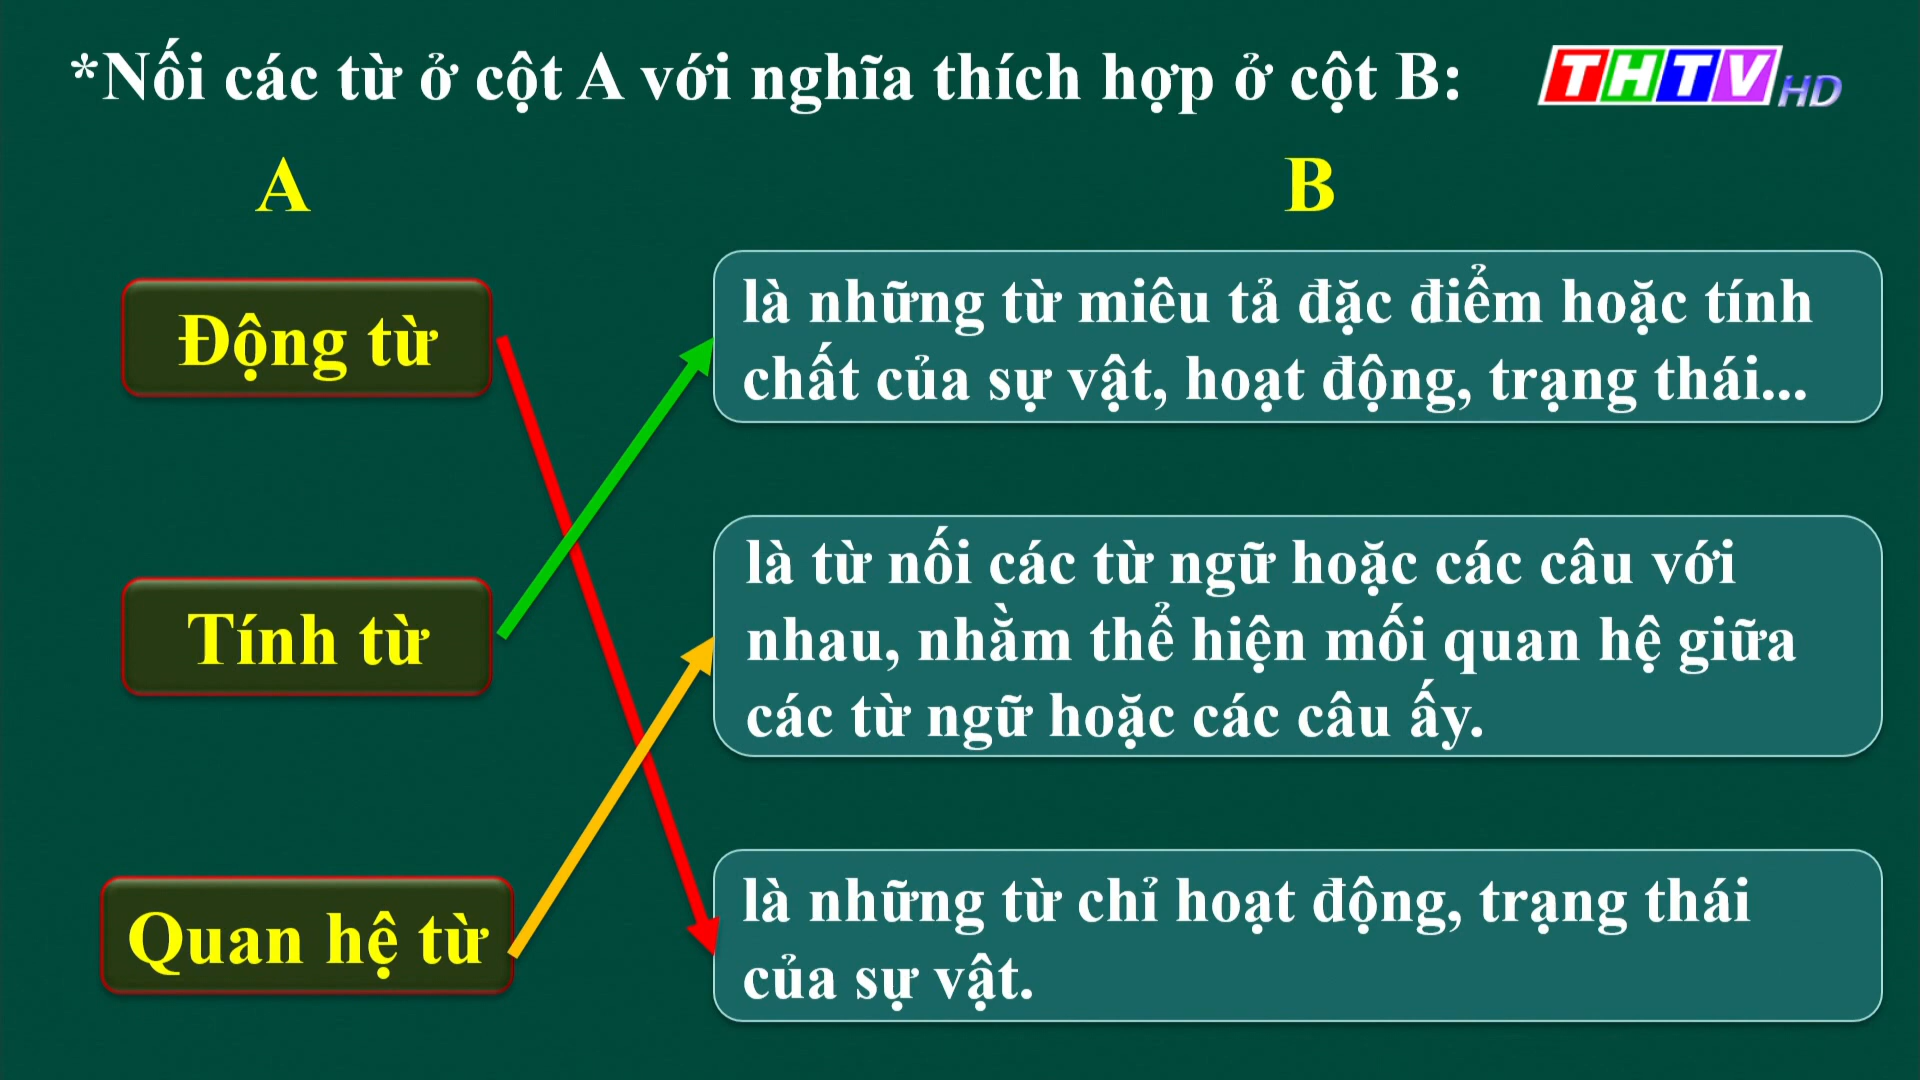 *Nối các từ ở cột A với nghĩa thích hợp ở cột B:
THTV HD
A
B
Động từ
là những từ miêu tả đặc điểm hoặc tính
chất của sự vật, hoạt động, trạng thái...
Tính từ
là từ nối các từ ngữ hoặc các câu với
nhau, nhằm thể hiện mối quan hệ giữa
các từ ngữ hoặc các câu ấy.
Quan hệ từ
là những từ chỉ hoạt động, trạng thái
của sự vật.